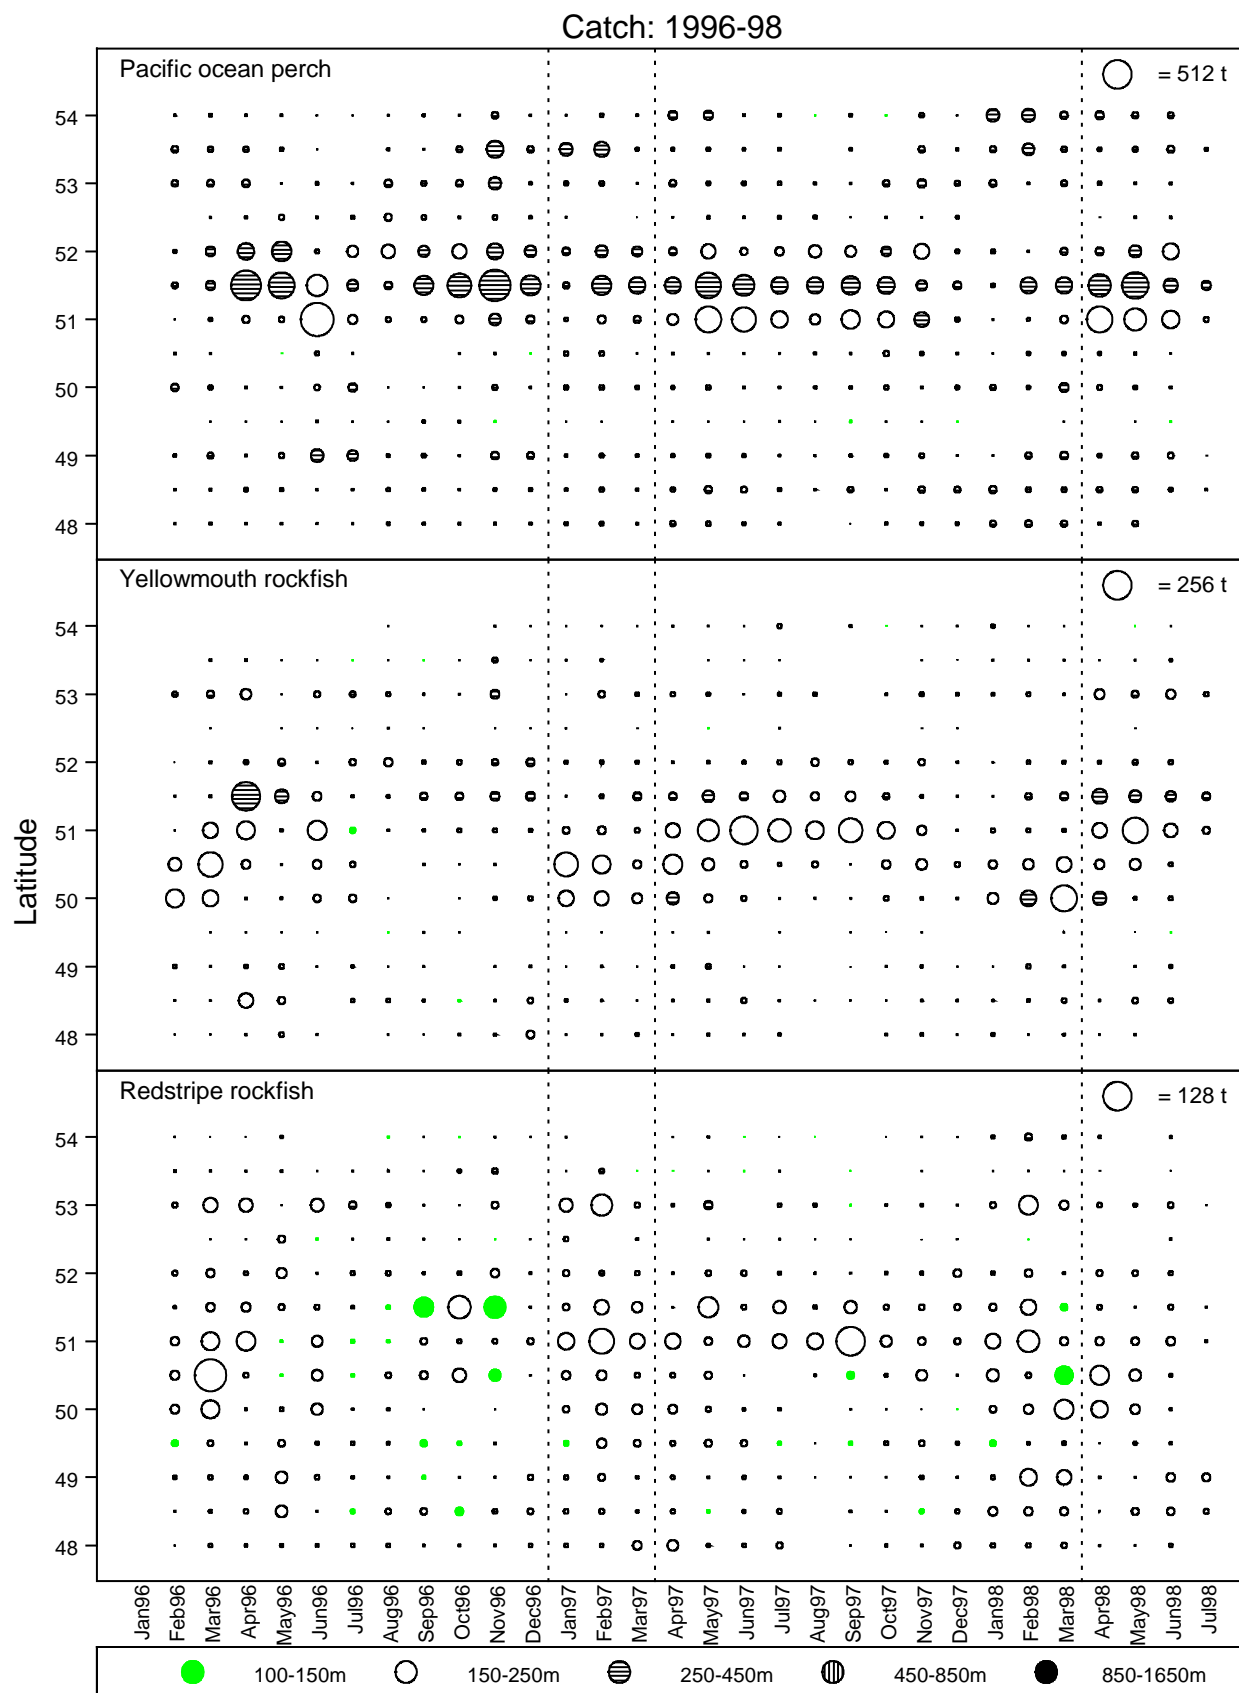 Catch: 1996-98
Pacific ocean perch
= 512 t
54
53
52
51
50
49
48
Yellowmouth rockfish
= 256 t
54
53
52
51
50
49
48
Latitude
Redstripe rockfish
= 128 t
54
53
52
51
50
49
48
Jan96 Feb96 Mar96 Apr96 May96 Jun96 Jul96 Aug96 Sep96 Oct96 Nov96 Dec96 Jan97 Feb97 Mar97 Apr97 May97 Jun97 Jul97 Aug97 Sep97 Oct97 Nov97 Dec97 Jan98 Feb98 Mar98 Apr98 May98 Jun98 Jul98
100-150m 150-250m 250-450m 450-850m 850-1650m